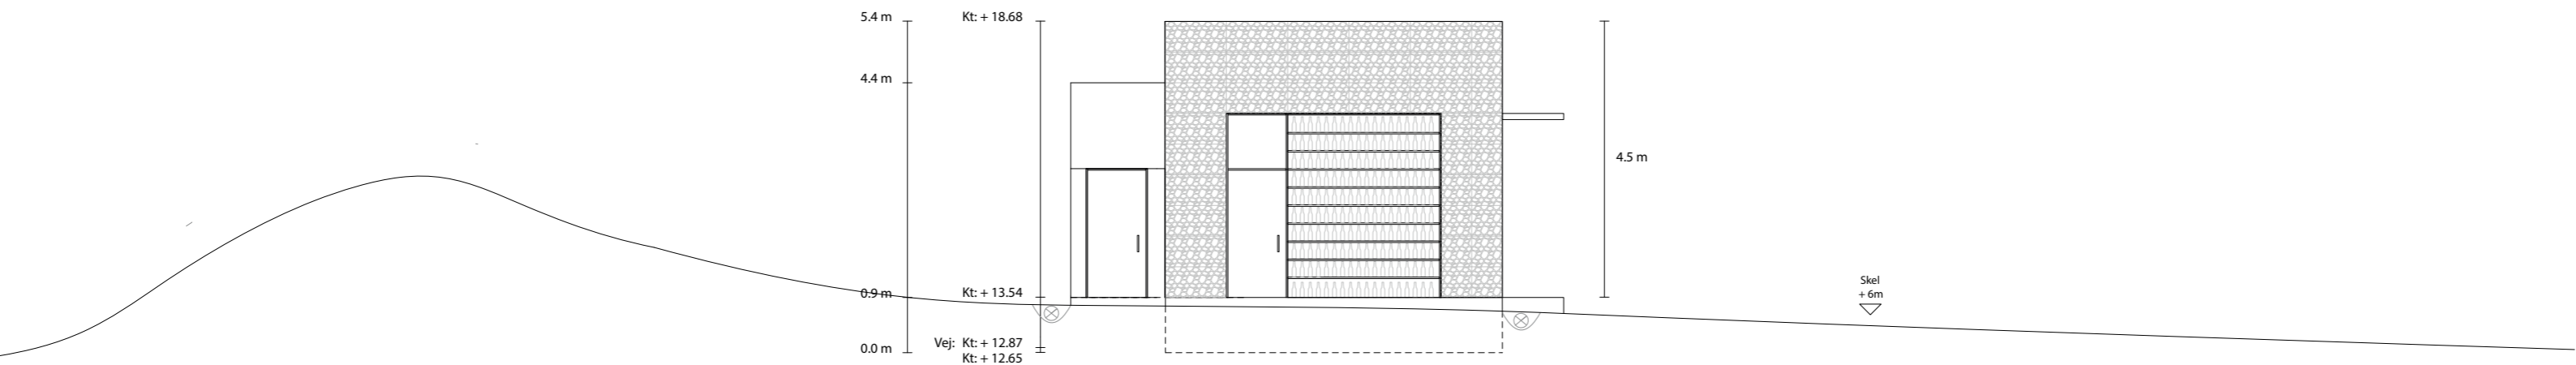 5.4 m
Kt: + 18.68
4.4 m
4.5 m
Skel
+ 6m
0.9 m
Kt: + 13.54
Vej: Kt: + 12.87
0.0 m
Kt: + 12.65